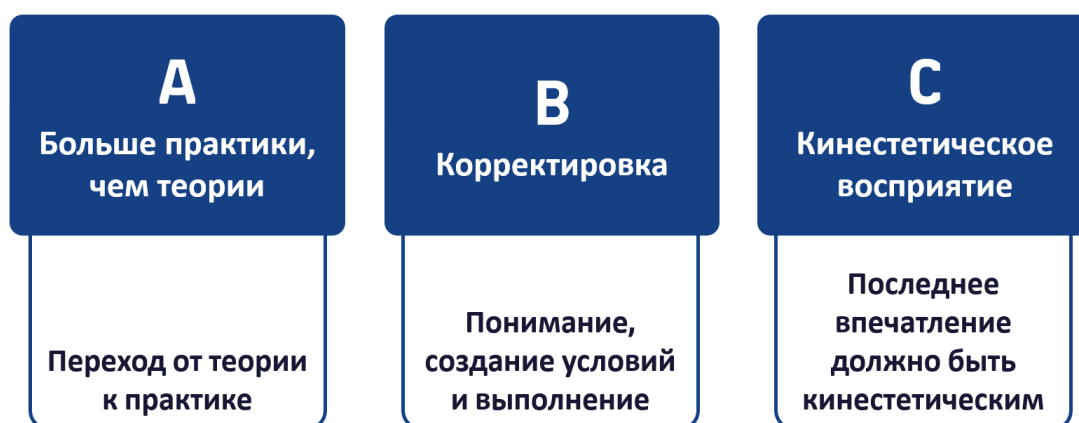 A
Больше практики,
чем теории
Переход от теории
к практике
B
Корректировка
Понимание,
создание условий
и выполнение
C
Кинестетическое
восприятие
Последнее
впечатление
должно быть
кинестетическим